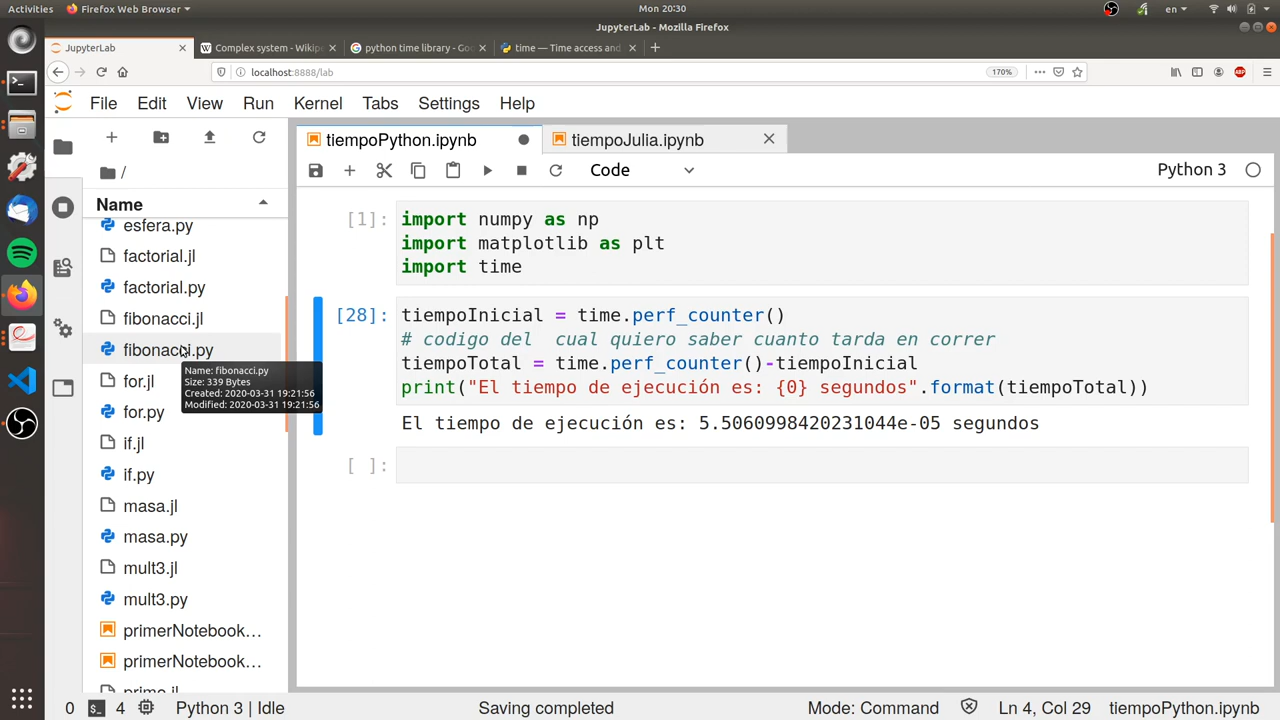 Activities Firefox Web Browser Mon 20:30 en
JupyterLab - Mozilla Firefox
JupyterLab Complex system - Wikipe python time library - Goo time — Time access and
localhost:8888/lab 170% ABP
File Edit View Run Kernel Tabs Settings Help
tiempoPython.ipynb tiempoJulia.ipynb
/
Code Python 3
Name
esfera.py
factorial.jl
factorial.py
fibonacci.jl
fibonacci.py
Name: fibonacci.py
Size: 339 Bytes
Created: 2020-03-31 19:21:56
Modified: 2020-03-31 19:21:56
for.jl
for.py
if.jl
if.py
masa.jl
masa.py
mult3.jl
mult3.py
primerNotebook...
primerNotebook...
primo.jl
[1]: import numpy as np
import matplotlib as plt
import time
[28]: tiempoInicial = time.perf_counter()
# codigo del  cual quiero saber cuanto tarda en correr
tiempoTotal = time.perf_counter()-tiempoInicial
print("El tiempo de ejecución es: {0} segundos".format(tiempoTotal))
El tiempo de ejecución es: 5.5060998420231044e-05 segundos
[ ]:
0 4 Python 3 | Idle Saving completed Mode: Command Ln 4, Col 29 tiempoPython.ipynb